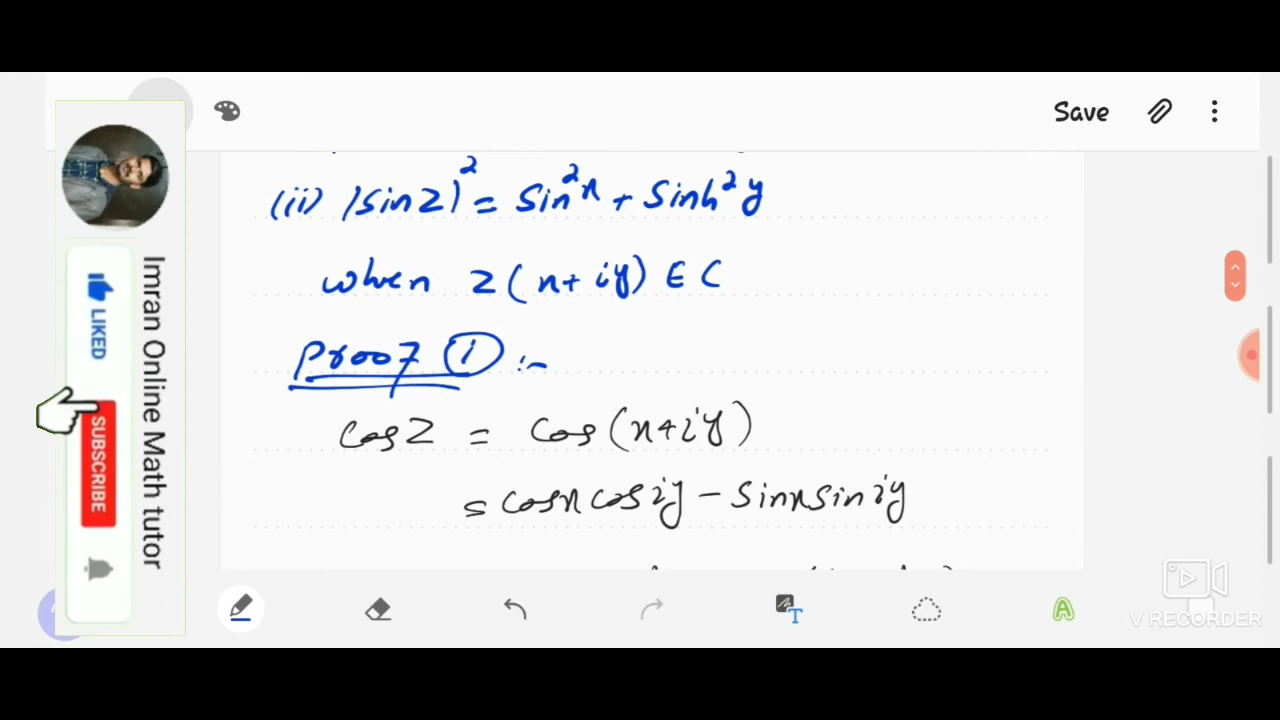 Save
(ii) |sin z|² = Sin²x + Sinh²y
when z(x+iy) ∈ C
Proof (i) :-
Cos z = Cos(x+iy)
= Cosx Cos iy - Sinx Sin iy
LIKED
SUBSCRIBE
Imran Online Math tutor
T
A
V RECORDER